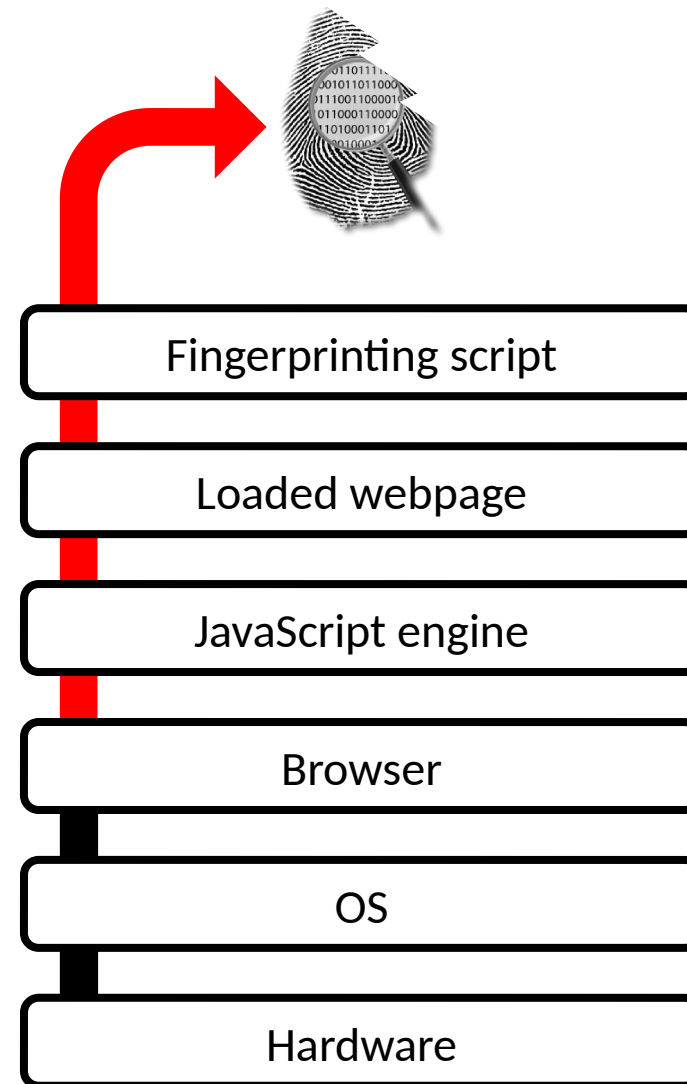 Fingerprinting script
Loaded webpage
JavaScript engine
Browser
OS
Hardware